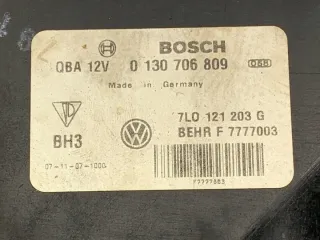 BOSCH
QBA 12V 0 130 706 809
Made in Germany
7L0 121 203 G
BH3 BEHR F 7777003